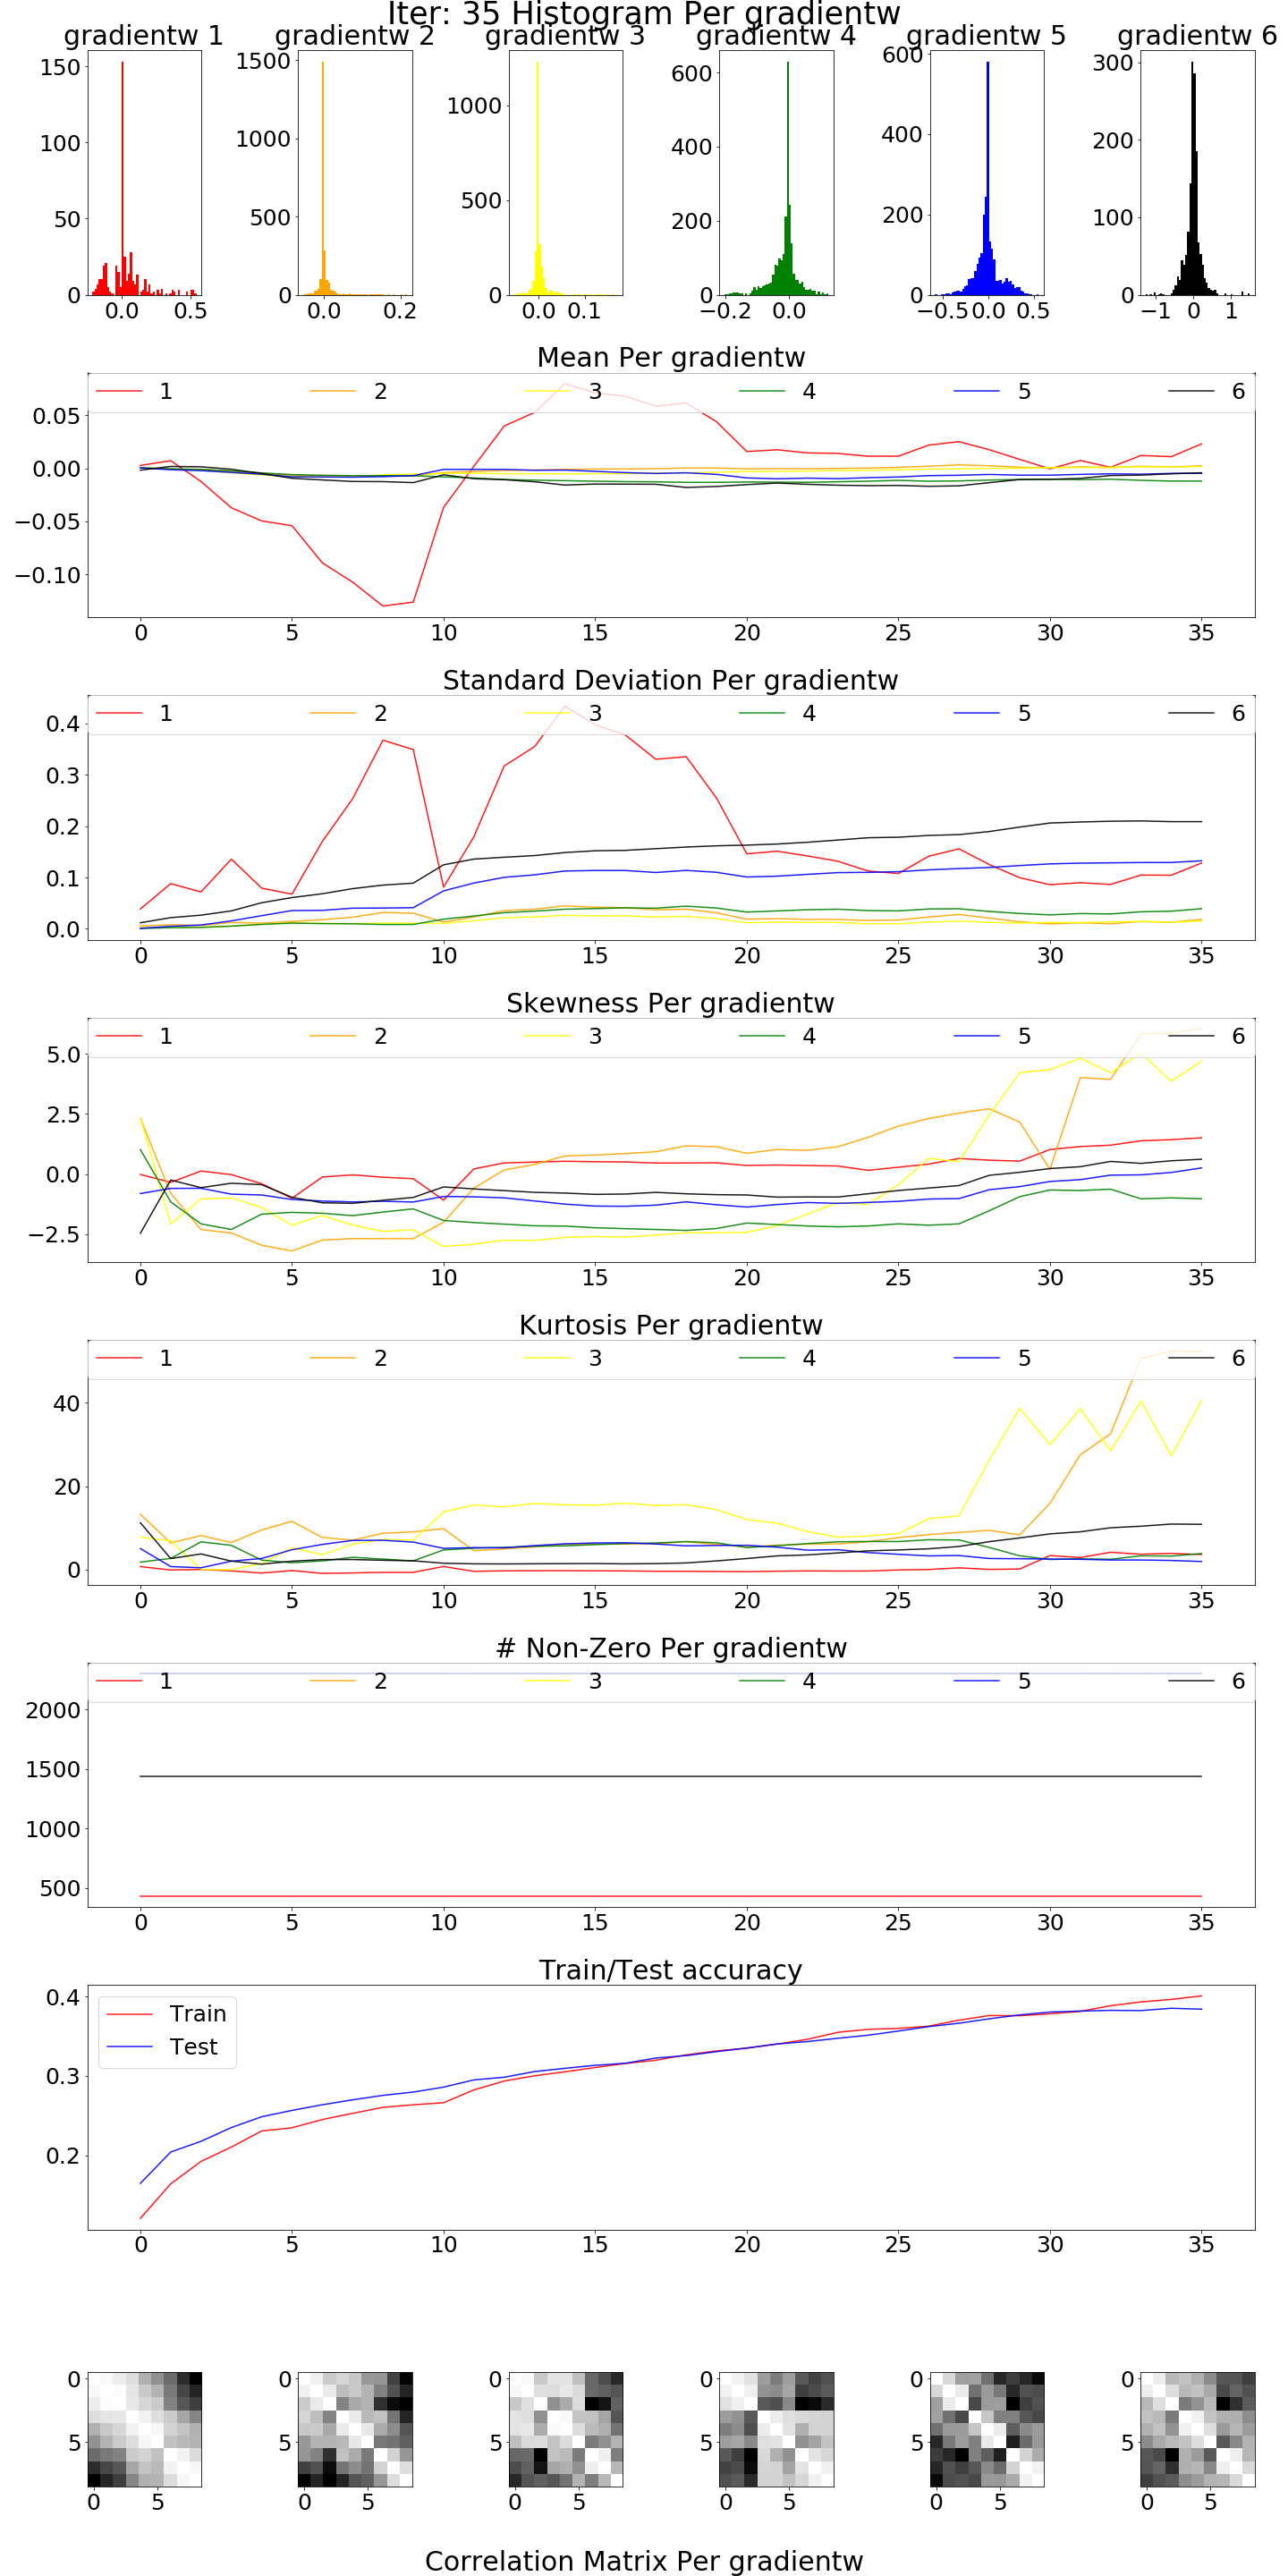 Iter: 35 Histogram Per gradientw
gradientw 1 gradientw 2 gradientw 3 gradientw 4 gradientw 5 gradientw 6
150 1500 1000 600 600 300
100 1000 500 400 400 200
50 500 200 200 100
0 0 0 0 0 0
0.0 0.5 0.0 0.2 0.0 0.1 −0.2 0.0 −0.5 0.0 0.5 −1 0 1
Mean Per gradientw
1 2 3 4 5 6
0.05
0.00
−0.05
−0.10
0 5 10 15 20 25 30 35
Standard Deviation Per gradientw
1 2 3 4 5 6
0.4
0.3
0.2
0.1
0.0
0 5 10 15 20 25 30 35
Skewness Per gradientw
1 2 3 4 5 6
5.0
2.5
0.0
−2.5
0 5 10 15 20 25 30 35
Kurtosis Per gradientw
1 2 3 4 5 6
40
20
0
0 5 10 15 20 25 30 35
# Non-Zero Per gradientw
1 2 3 4 5 6
2000
1500
1000
500
0 5 10 15 20 25 30 35
Train/Test accuracy
0.4
Train
Test
0.3
0.2
0 5 10 15 20 25 30 35
0 0 0 0 0 0
5 5 5 5 5 5
0 5 0 5 0 5 0 5 0 5 0 5
Correlation Matrix Per gradientw